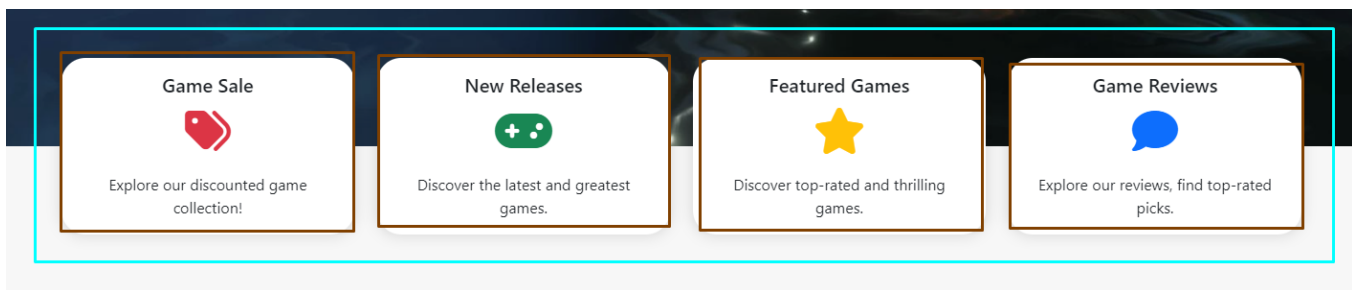 Game Sale
Explore our discounted game
collection!
New Releases
Discover the latest and greatest
games.
Featured Games
Discover top-rated and thrilling
games.
Game Reviews
Explore our reviews, find top-rated
picks.